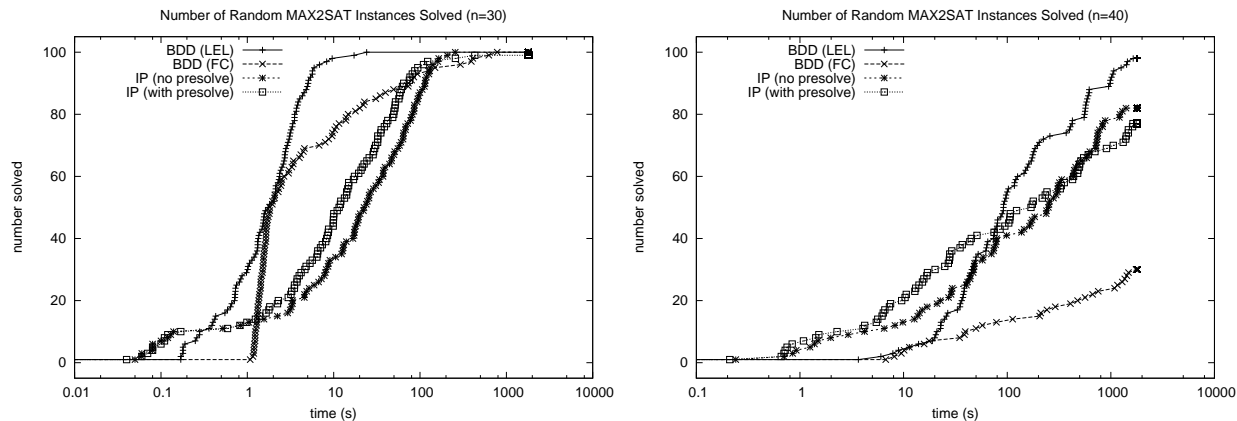 Number of Random MAX2SAT Instances Solved (n=30)
BDD (LEL)
BDD (FC)
IP (no presolve)
IP (with presolve)
number solved
100
80
60
40
20
0
0.01
0.1
1
10
100
1000
10000
time (s)
Number of Random MAX2SAT Instances Solved (n=40)
BDD (LEL)
BDD (FC)
IP (no presolve)
IP (with presolve)
number solved
100
80
60
40
20
0
0.1
1
10
100
1000
10000
time (s)